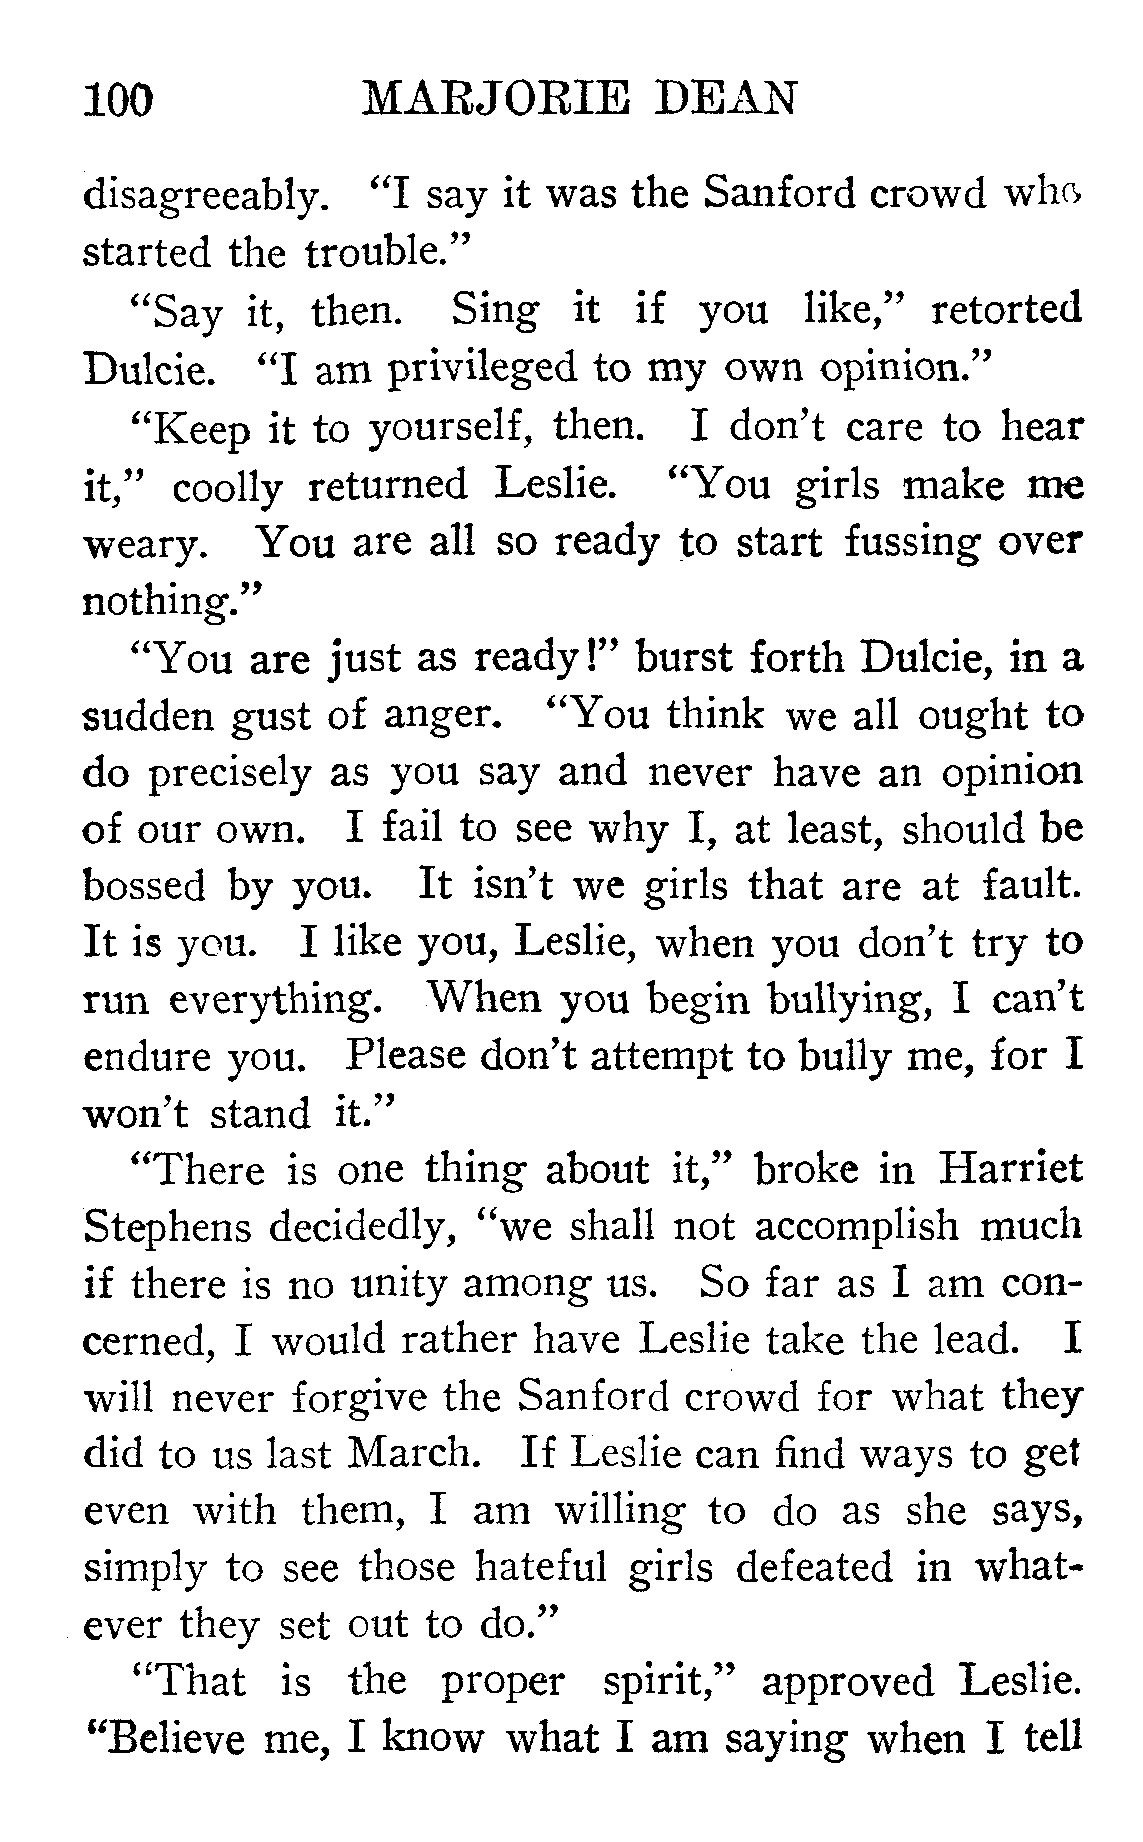 100 MARJORIE DEAN
disagreeably. “I say it was the Sanford crowd who
started the trouble.”
“Say it, then. Sing it if you like,” retorted
Dulcie. “I am privileged to my own opinion.”
“Keep it to yourself, then. I don’t care to hear
it,” coolly returned Leslie. “You girls make me
weary. You are all so ready to start fussing over
nothing.”
“You are just as ready!” burst forth Dulcie, in a
sudden gust of anger. “You think we all ought to
do precisely as you say and never have an opinion
of our own. I fail to see why I, at least, should be
bossed by you. It isn’t we girls that are at fault.
It is you. I like you, Leslie, when you don’t try to
run everything. When you begin bullying, I can’t
endure you. Please don’t attempt to bully me, for I
won’t stand it.”
“There is one thing about it,” broke in Harriet
Stephens decidedly, “we shall not accomplish much
if there is no unity among us. So far as I am con-
cerned, I would rather have Leslie take the lead. I
will never forgive the Sanford crowd for what they
did to us last March. If Leslie can find ways to get
even with them, I am willing to do as she says,
simply to see those hateful girls defeated in what-
ever they set out to do.”
“That is the proper spirit,” approved Leslie.
“Believe me, I know what I am saying when I tell